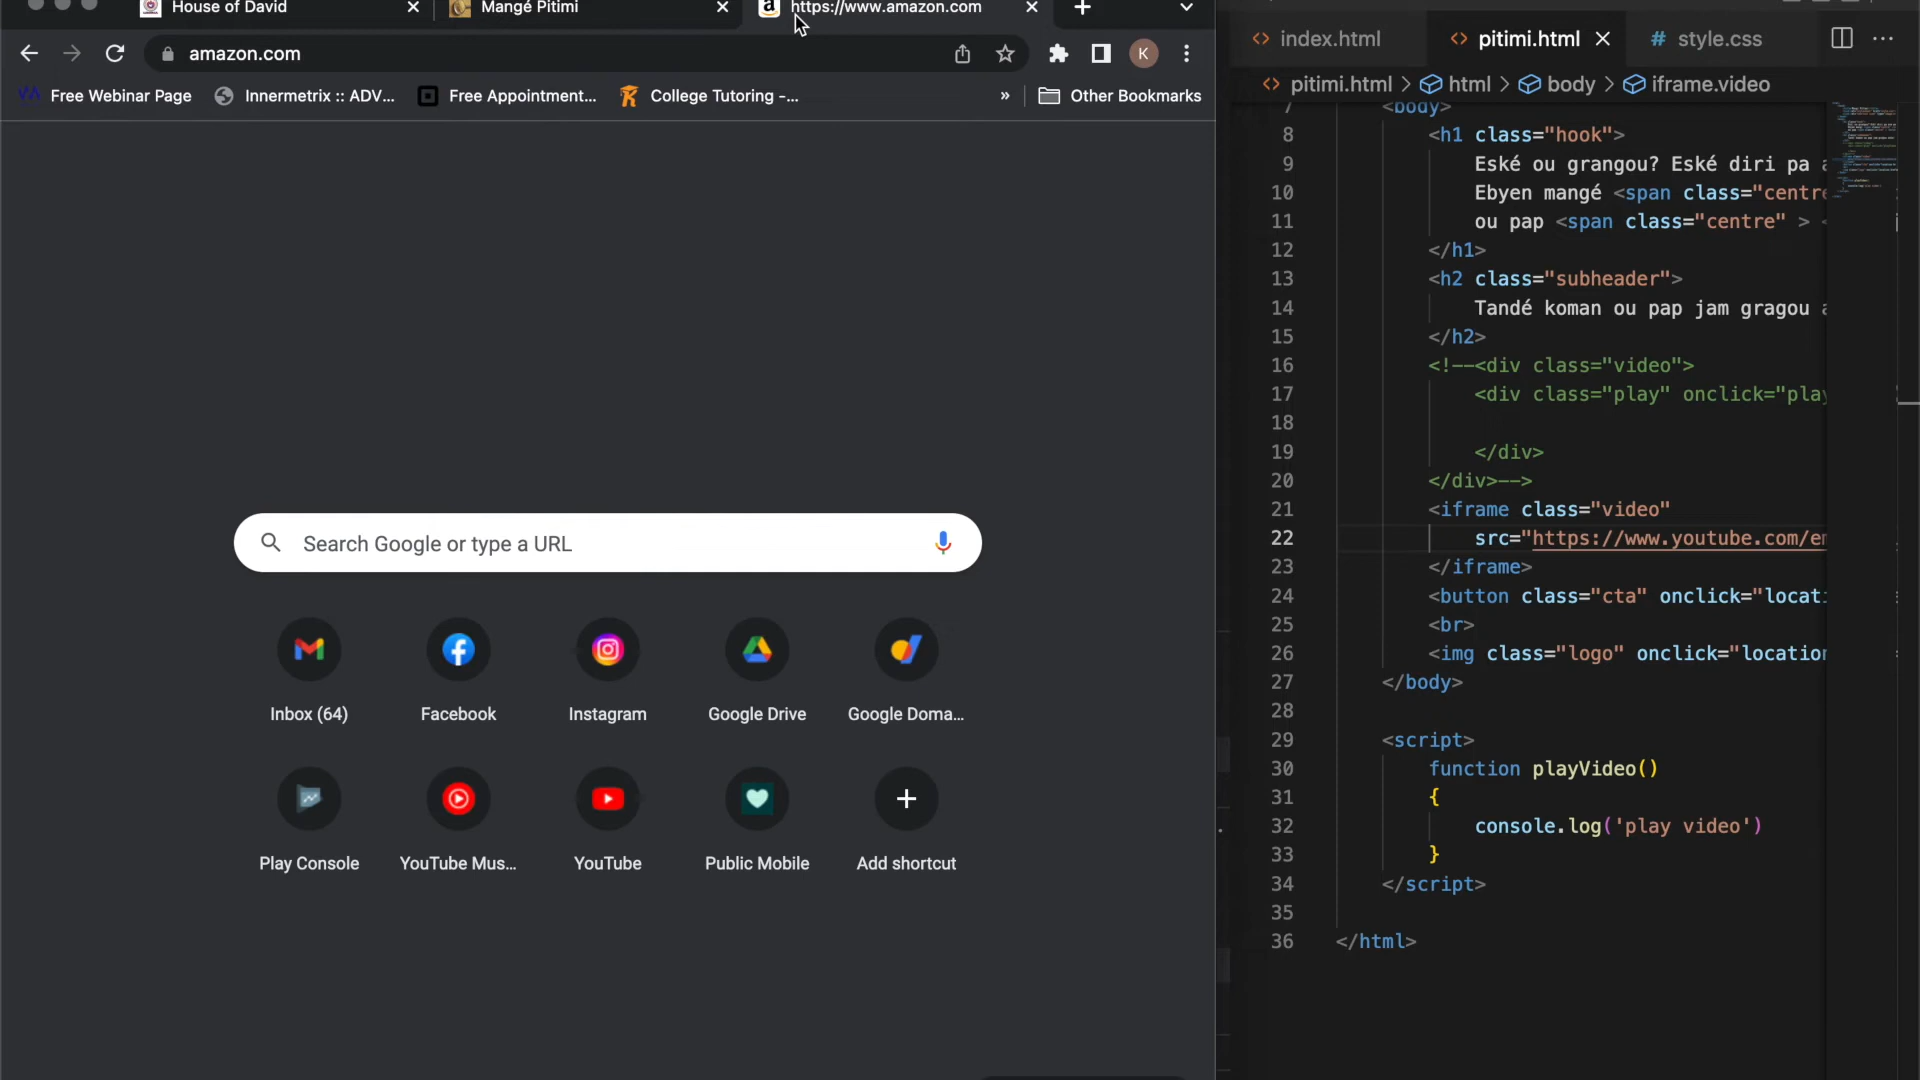 House of David
Mangé Pitimi
https://www.amazon.com
amazon.com
K
Free Webinar Page
Innermetrix :: ADV...
Free Appointment...
College Tutoring -...
»
Other Bookmarks
Search Google or type a URL
Inbox (64)
Facebook
Instagram
Google Drive
Google Doma...
Play Console
YouTube Mus...
YouTube
Public Mobile
Add shortcut
<> index.html
<> pitimi.html
# style.css
<> pitimi.html > html > body > iframe.video
7 <body>
8 <h1 class="hook">
9 Eské ou grangou? Eské diri pa
10 Ebyen mangé <span class="centre
11 ou pap <span class="centre" > <
12 </h1>
13 <h2 class="subheader">
14 Tandé koman ou pap jam gragou
15 </h2>
16 <!--<div class="video">
17 <div class="play" onclick="play
18
19 </div>
20 </div>-->
21 <iframe class="video"
22 src="https://www.youtube.com/em
23 </iframe>
24 <button class="cta" onclick="locati
25 <br>
26 <img class="logo" onclick="location
27 </body>
28
29 <script>
30 function playVideo()
31 {
32 console.log('play video')
33 }
34 </script>
35
36 </html>